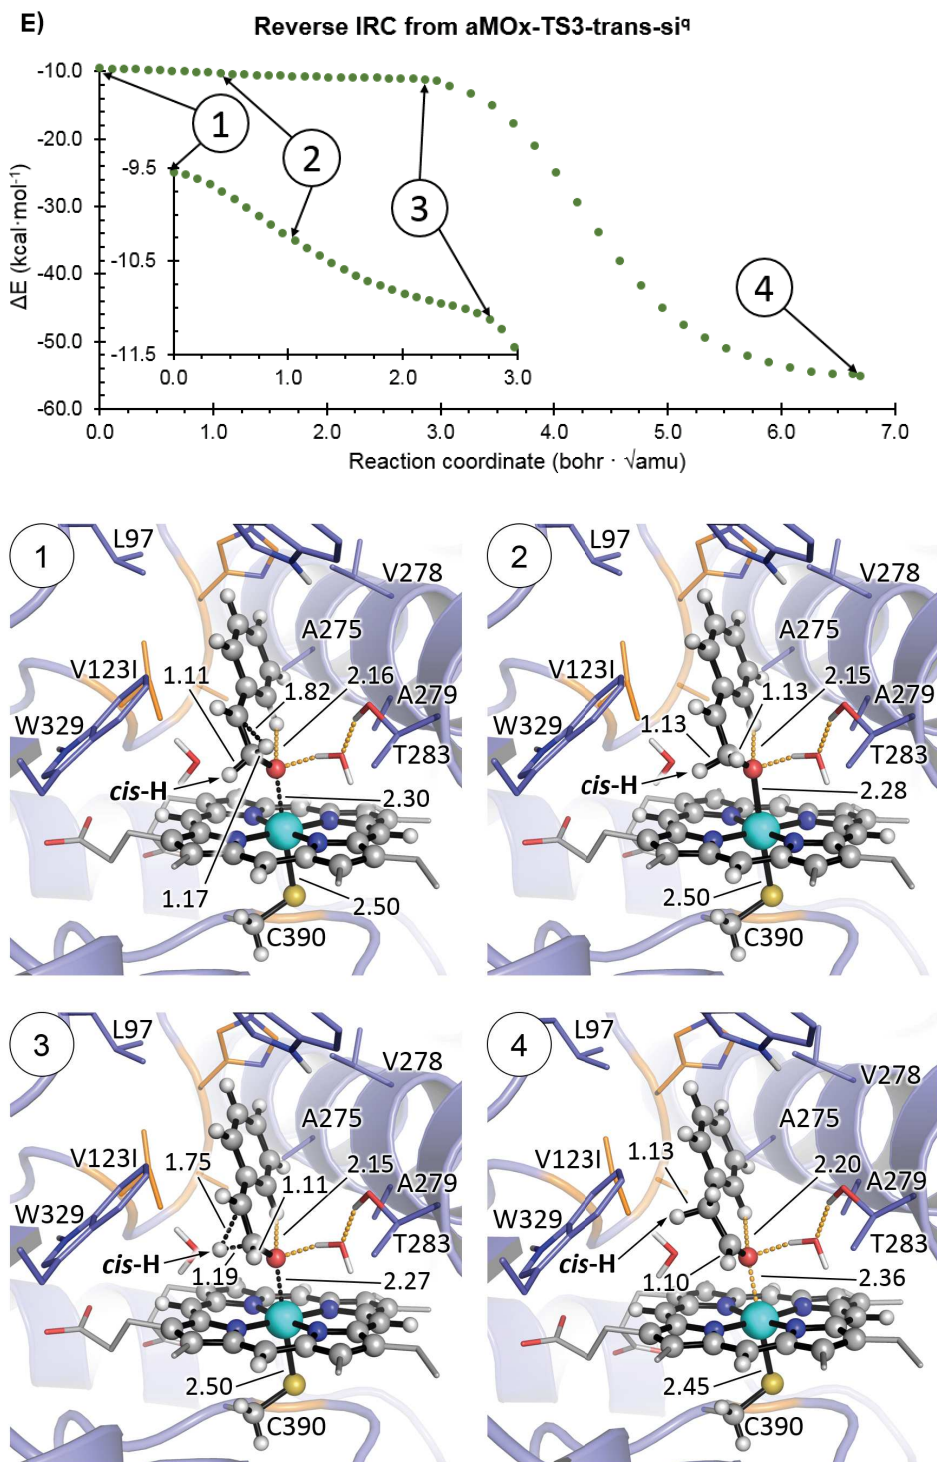 E)
Reverse IRC from aMOx-TS3-trans-si^q
ΔE (kcal·mol⁻¹)
-10.0
-20.0
-30.0
-40.0
-50.0
-60.0
-9.5
-10.5
-11.5
0.0 1.0 2.0 3.0
1
2
3
4
0.0 1.0 2.0 3.0 4.0 5.0 6.0 7.0
Reaction coordinate (bohr · √amu)
1
L97
V278
A275
V123I
1.11
1.82
2.16
A279
W329
T283
cis-H
2.30
1.17
2.50
C390
2
L97
V278
A275
V123I
1.13
2.15
A279
W329
1.13
T283
cis-H
2.28
2.50
C390
3
L97
V278
A275
V123I
1.75
2.15
1.11
A279
W329
T283
cis-H
1.19
2.27
2.50
C390
4
L97
V278
A275
V123I
1.13
2.20
A279
W329
T283
cis-H
1.10
2.36
2.45
C390